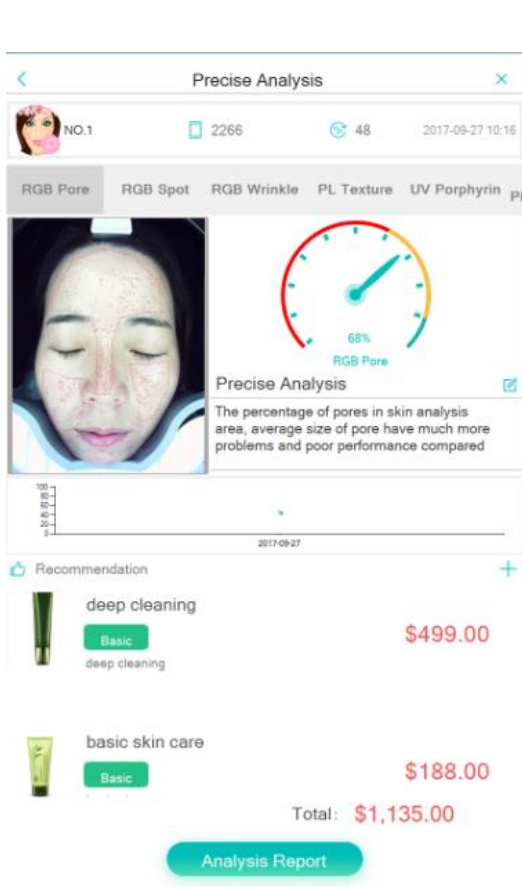 Precise Analysis
NO.1 2266 48 2017-09-27 10:16
RGB Pore RGB Spot RGB Wrinkle PL Texture UV Porphyrin
68%
RGB Pore
Precise Analysis
The percentage of pores in skin analysis
area, average size of pore have much more
problems and poor performance compared
100
80
60
40
20
0
2017-09-27
Recommendation
deep cleaning
Basic
$499.00
deep cleaning
basic skin care
Basic
$188.00
Total: $1,135.00
Analysis Report